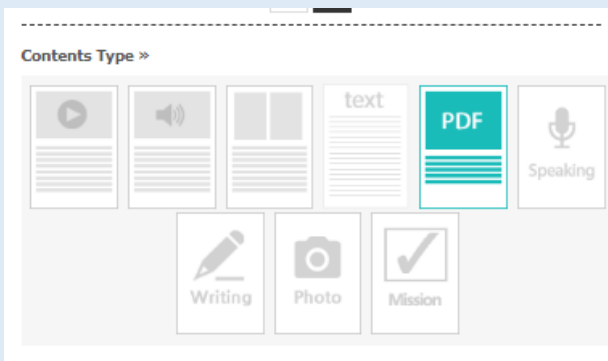 Contents Type »
text
PDF
Speaking
Writing
Photo
Mission